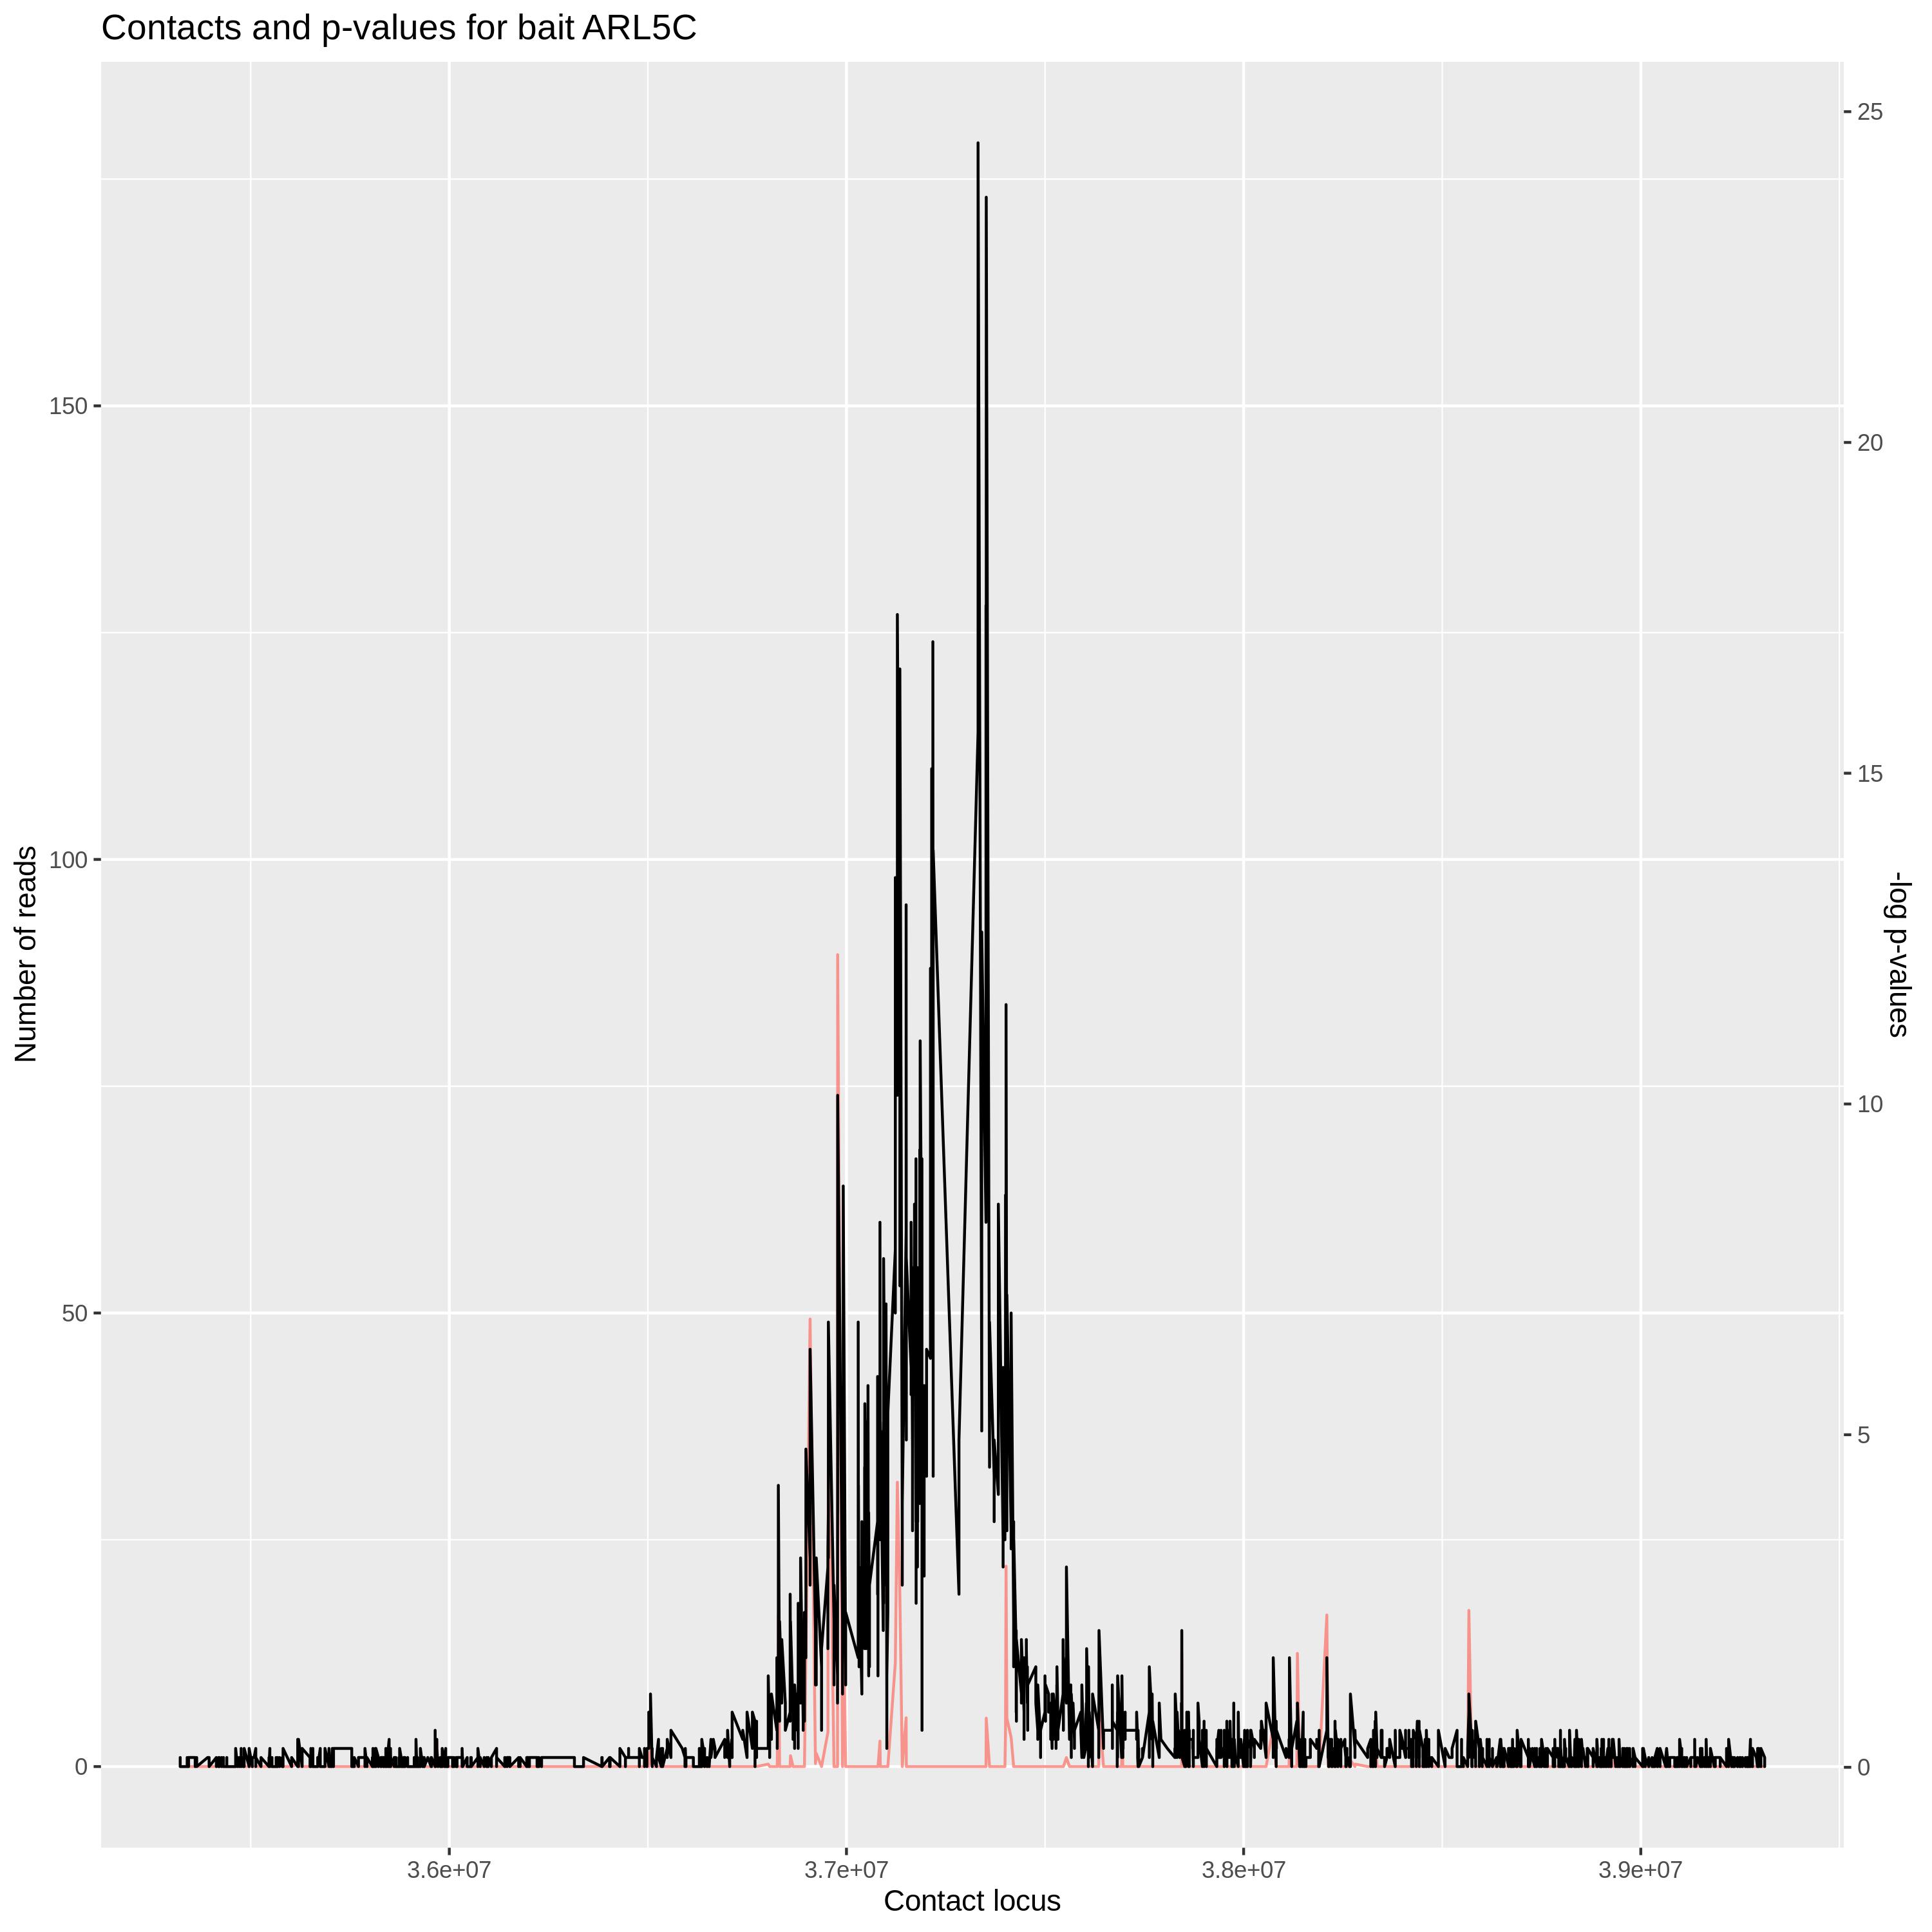 Contacts and p-values for bait ARL5C
Number of reads
150
100
50
0
25
20
15
10
5
0
-log p-values
3.6e+07
3.7e+07
3.8e+07
3.9e+07
Contact locus